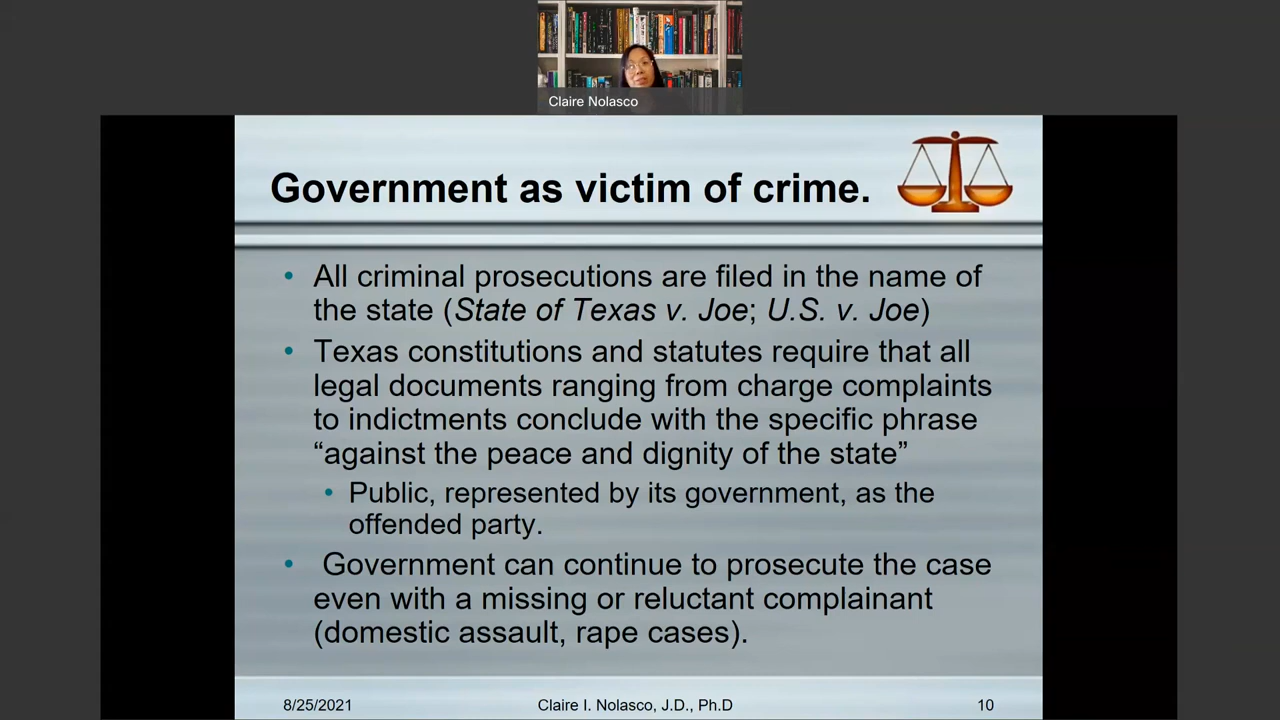 Claire Nolasco
Government as victim of crime.
• All criminal prosecutions are filed in the name of
the state (State of Texas v. Joe; U.S. v. Joe)
• Texas constitutions and statutes require that all
legal documents ranging from charge complaints
to indictments conclude with the specific phrase
“against the peace and dignity of the state”
• Public, represented by its government, as the
offended party.
• Government can continue to prosecute the case
even with a missing or reluctant complainant
(domestic assault, rape cases).
8/25/2021
Claire I. Nolasco, J.D., Ph.D
10